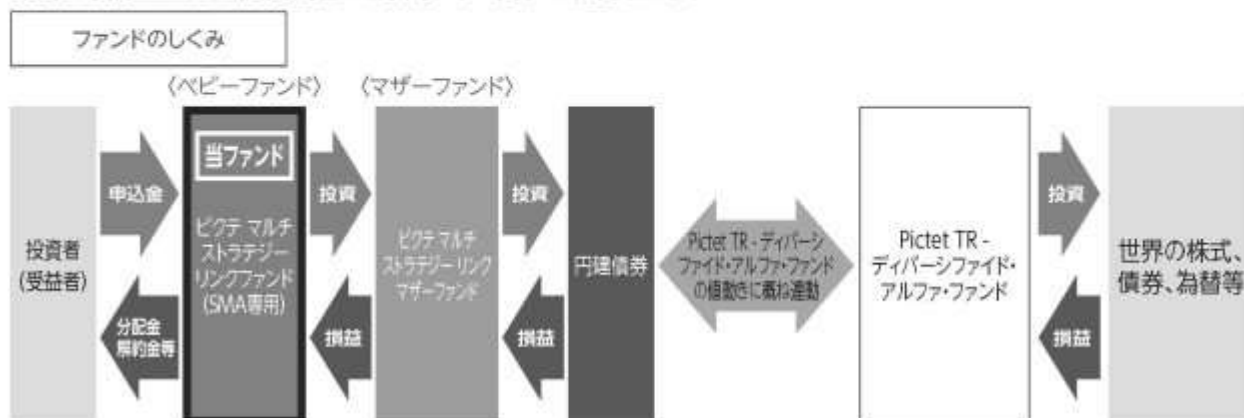 ファンドのしくみ
〈ベビーファンド〉
〈マザーファンド〉
投資者
(受益者)
申込金
分配金
解約金等
当ファンド
ピクテ マルチ
ストラテジー
リンクファンド
(SMA専用)
投資
損益
ピクテ マルチ
ストラテジー リンク
マザーファンド
投資
損益
円建債券
Pictet TR - ディバーシ
ファイド・アルファ・ファンド
の値動きに概ね連動
Pictet TR -
ディバーシファイド・
アルファ・ファンド
投資
損益
世界の株式、
債券、為替等